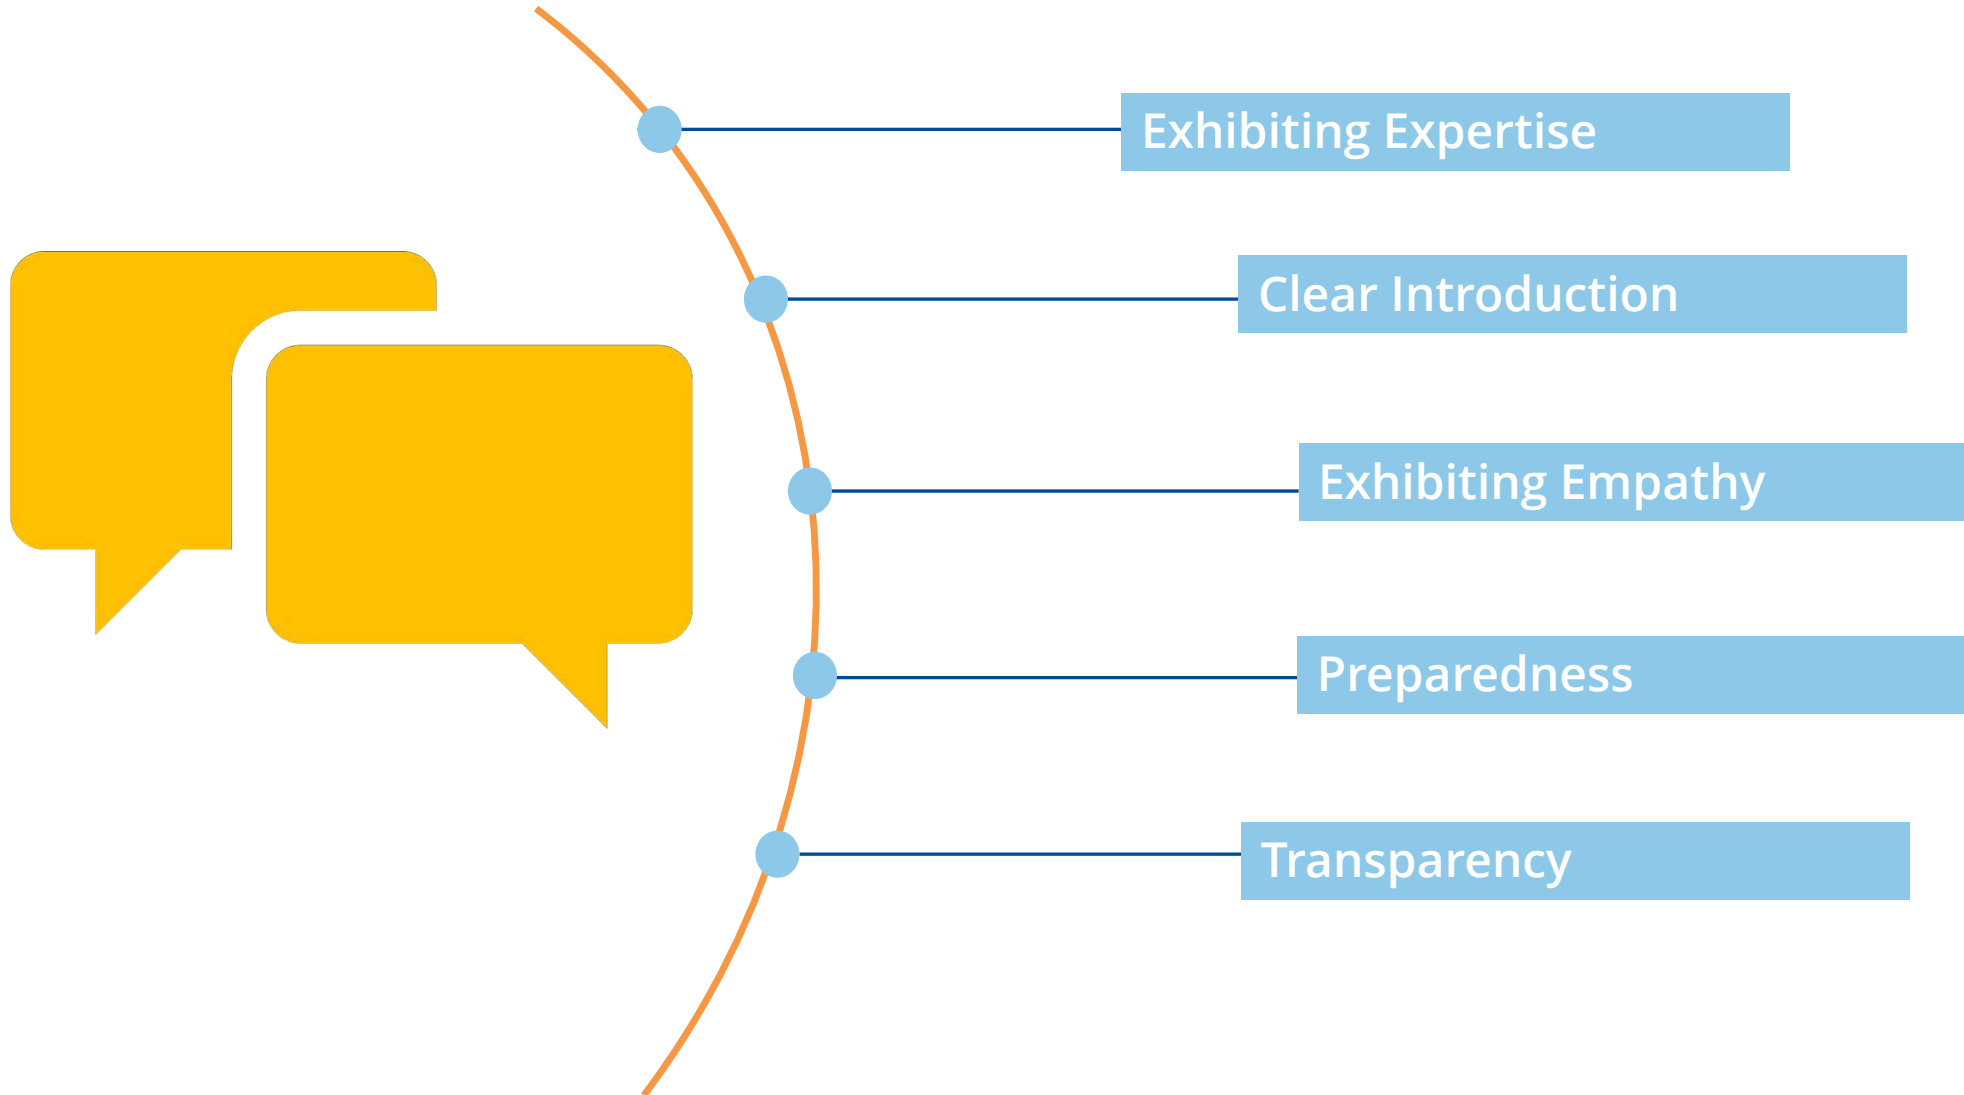 Exhibiting Expertise
Clear Introduction
Exhibiting Empathy
Preparedness
Transparency